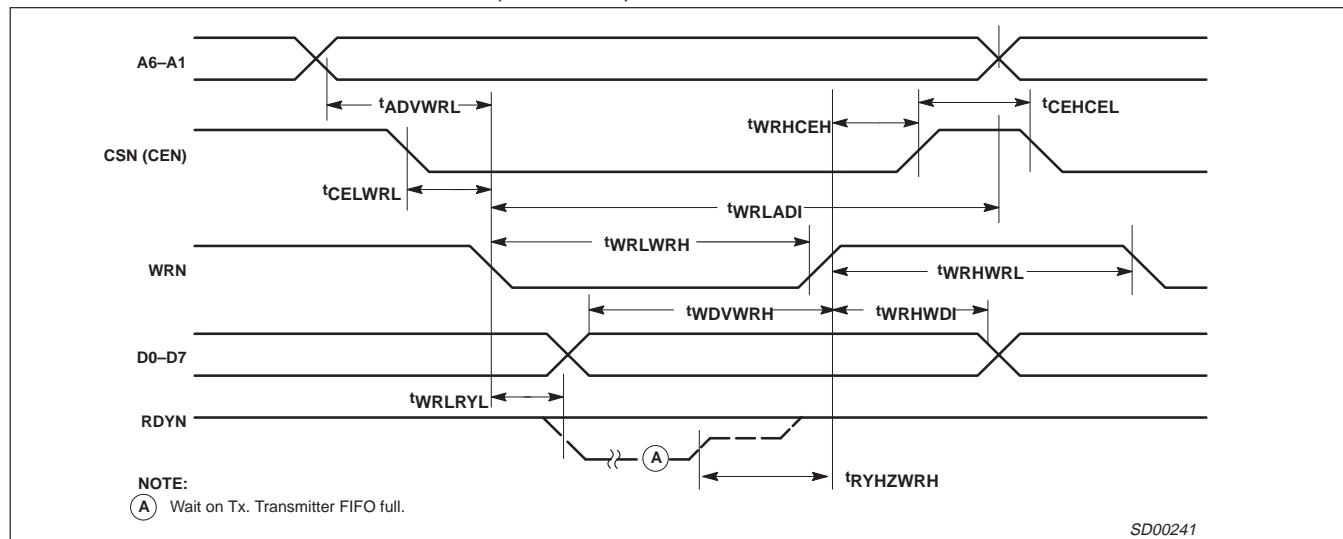 A6–A1
tADVWRL
tCEHCEL
tWRHCEH
CSN (CEN)
tCELWRL
tWRLADI
tWRLWRH
WRN
tWRHWRL
tWDVWRH
tWRHWDI
D0–D7
tWRLRYL
RDYN
A
tRYHZWRH
NOTE:
A Wait on Tx. Transmitter FIFO full.
SD00241